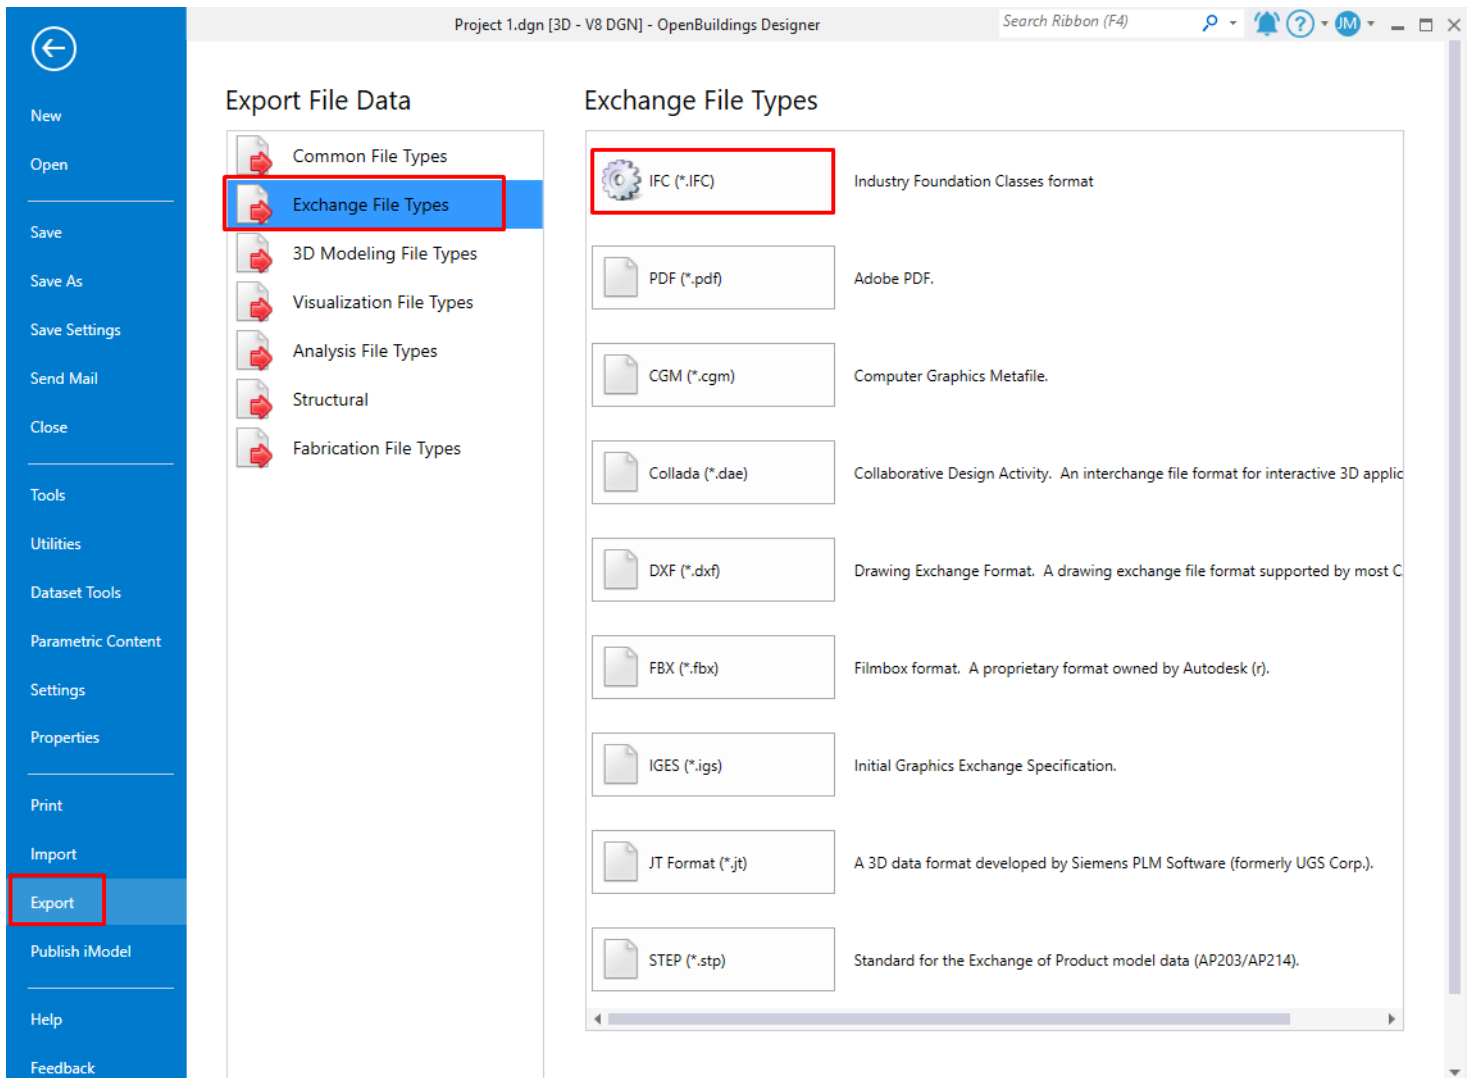 Project 1.dgn [3D - V8 DGN] - OpenBuildings Designer
Search Ribbon (F4)
?
JM
New
Open
Save
Save As
Save Settings
Send Mail
Close
Tools
Utilities
Dataset Tools
Parametric Content
Settings
Properties
Print
Import
Export
Publish iModel
Help
Feedback
Export File Data
Common File Types
Exchange File Types
3D Modeling File Types
Visualization File Types
Analysis File Types
Structural
Fabrication File Types
Exchange File Types
IFC (*.IFC)
Industry Foundation Classes format
PDF (*.pdf)
Adobe PDF.
CGM (*.cgm)
Computer Graphics Metafile.
Collada (*.dae)
Collaborative Design Activity. An interchange file format for interactive 3D applic
DXF (*.dxf)
Drawing Exchange Format. A drawing exchange file format supported by most C
FBX (*.fbx)
Filmbox format. A proprietary format owned by Autodesk (r).
IGES (*.igs)
Initial Graphics Exchange Specification.
JT Format (*.jt)
A 3D data format developed by Siemens PLM Software (formerly UGS Corp.).
STEP (*.stp)
Standard for the Exchange of Product model data (AP203/AP214).